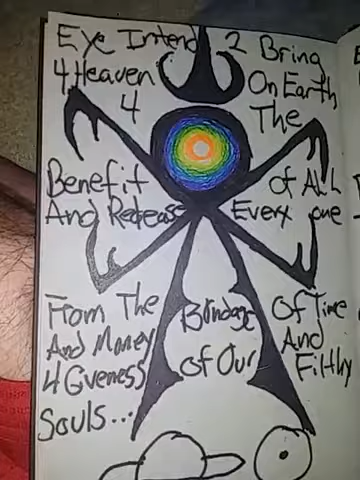 Eye Intend 2 Bring
4 Heaven On Earth
4 The
Benefit of ALL
And Release Every one
From The Bondage Of Time
And Money of Our And
4 Giveness Filthy
Souls...